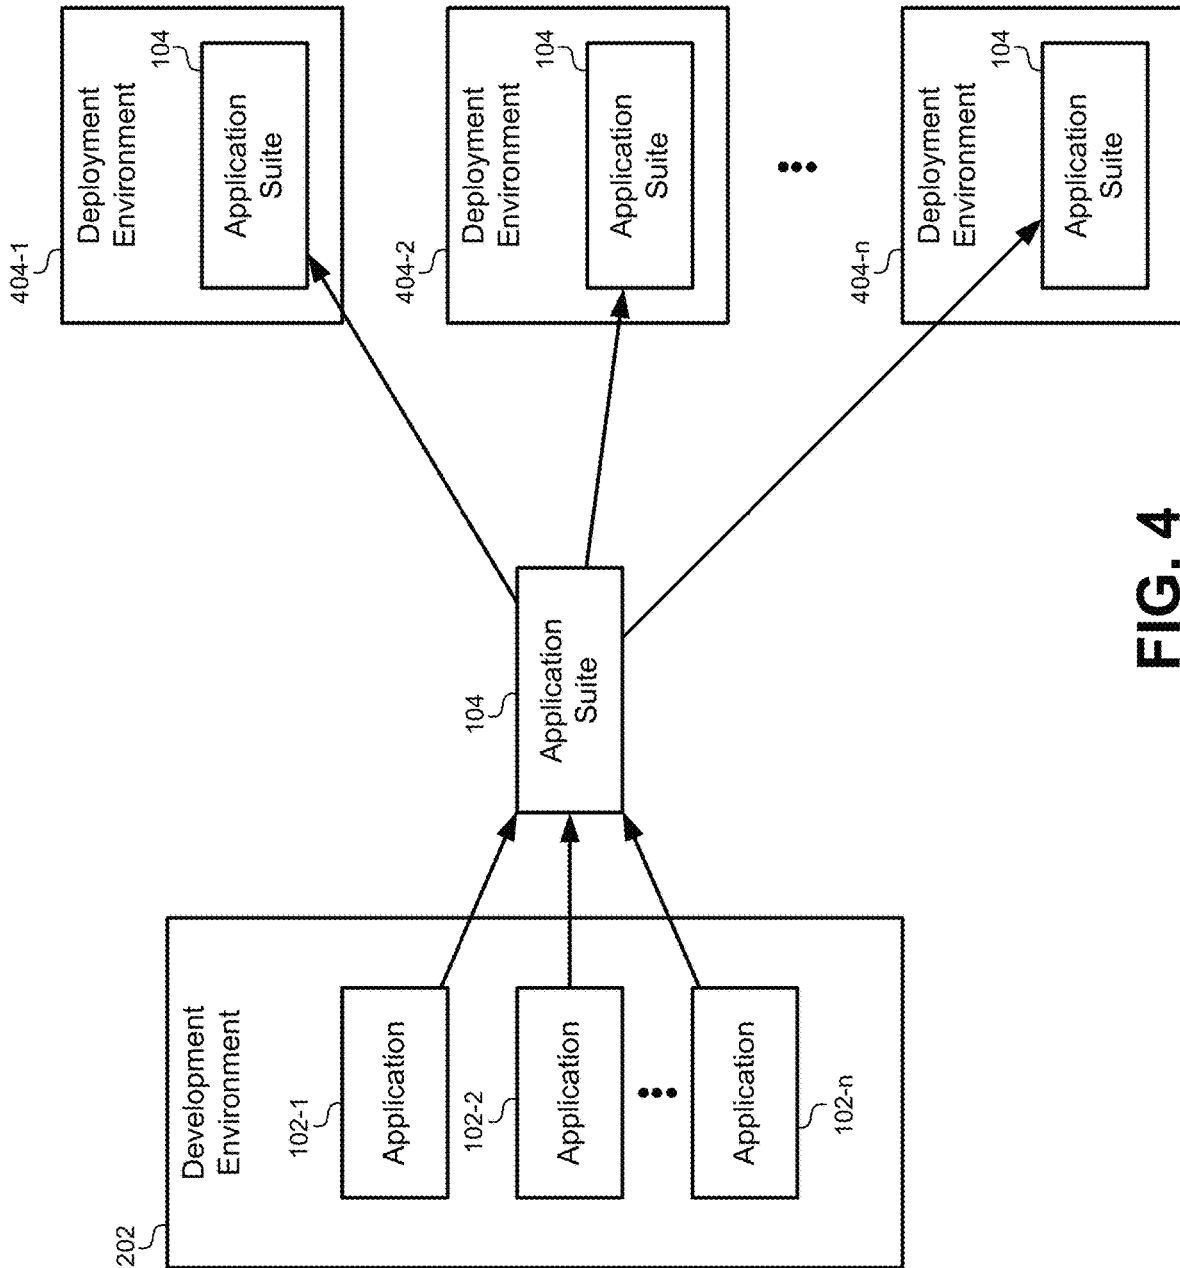 202
Development
Environment
102-1
Application
102-2
Application
•••
102-n
Application
104
Application
Suite
404-1
Deployment
Environment
104
Application
Suite
404-2
Deployment
Environment
104
Application
Suite
•••
404-n
Deployment
Environment
104
Application
Suite
FIG. 4